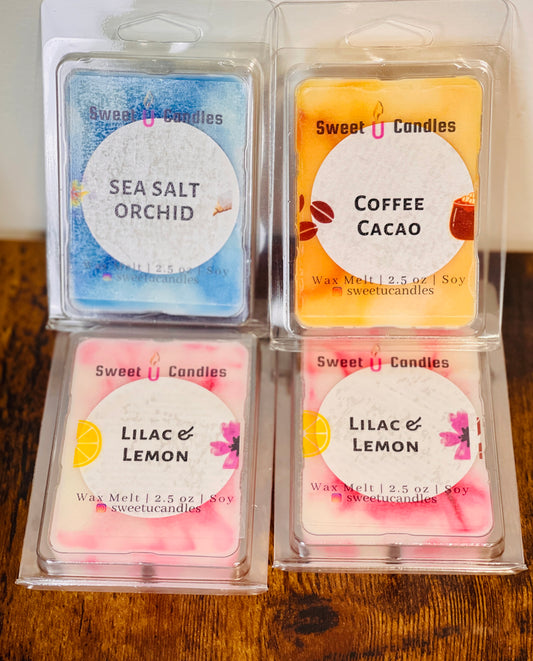 Sweet U Candles
SEA SALT
ORCHID
Melt | 2.5 oz | Soy
sweetucandles
Sweet U Candles
COFFEE
CACAO
Wax Melt | 2.5 oz | Soy
sweetucandles
Sweet U Candles
LILAC &
LEMON
Wax Melt | 2.5 oz | Soy
sweetucandles
Sweet U Candles
LILAC &
LEMON
Wax Melt | 2.5 oz | Soy
sweetucandles